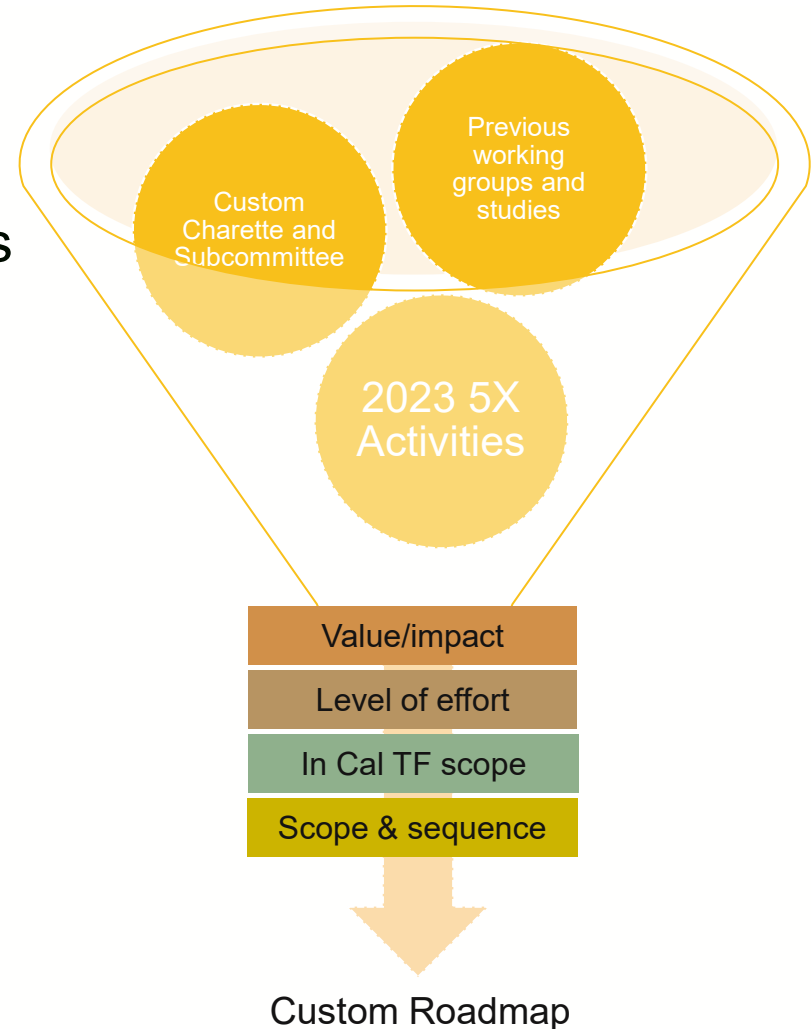 Previous
working
groups and
studies
Custom
Charette and
Subcommittee
s
2023 5X
Activities
Value/impact
Level of effort
In Cal TF scope
Scope & sequence
Custom Roadmap